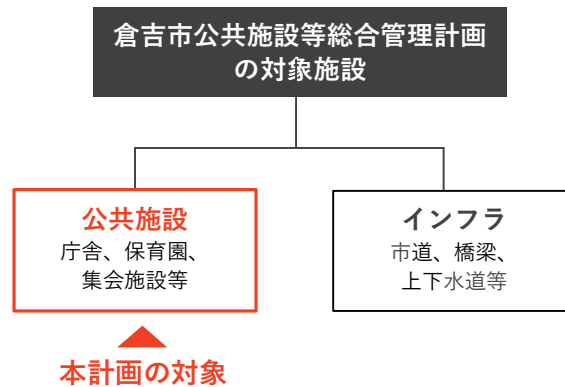 倉吉市公共施設等総合管理計画
の対象施設
公共施設
庁舎、保育園、
集会施設等
インフラ
市道、橋梁、
上下水道等
本計画の対象